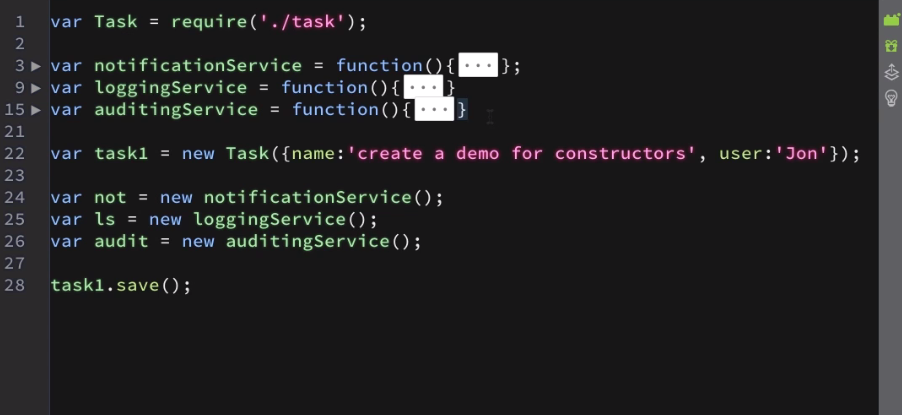 1 var Task = require('./task');
2
3 var notificationService = function(){ ... };
9 var loggingService = function(){ ... }
15 var auditingService = function(){ ... }
21
22 var task1 = new Task({name:'create a demo for constructors', user:'Jon'});
23
24 var not = new notificationService();
25 var ls = new loggingService();
26 var audit = new auditingService();
27
28 task1.save();